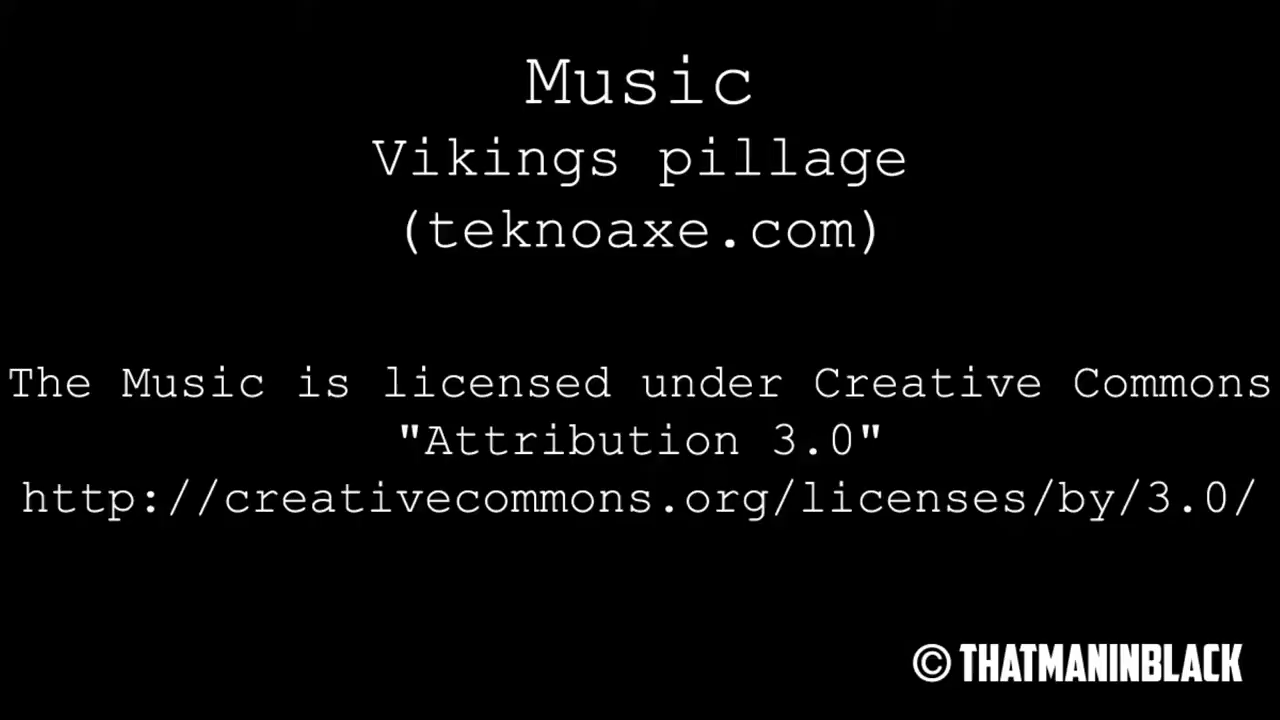 Music
Vikings pillage
(teknoaxe.com)
The Music is licensed under Creative Commons
"Attribution 3.0"
http://creativecommons.org/licenses/by/3.0/
© THATMANINBLACK